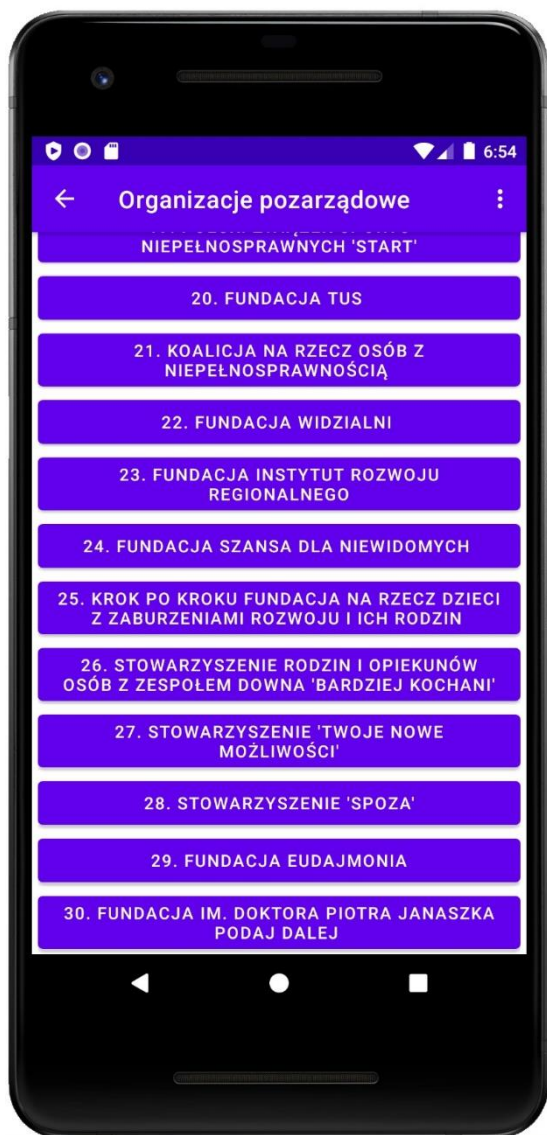 6:54
Organizacje pozarządowe
NIEPEŁNOSPRAWNYCH 'START'
20. FUNDACJA TUS
21. KOALICJA NA RZECZ OSÓB Z
NIEPEŁNOSPRAWNOŚCIĄ
22. FUNDACJA WIDZIALNI
23. FUNDACJA INSTYTUT ROZWOJU
REGIONALNEGO
24. FUNDACJA SZANSA DLA NIEWIDOMYCH
25. KROK PO KROKU FUNDACJA NA RZECZ DZIECI
Z ZABURZENIAMI ROZWOJU I ICH RODZIN
26. STOWARZYSZENIE RODZIN I OPIEKUNÓW
OSÓB Z ZESPOŁEM DOWNA 'BARDZIEJ KOCHANI'
27. STOWARZYSZENIE 'TWOJE NOWE
MOŻLIWOŚCI'
28. STOWARZYSZENIE 'SPOZA'
29. FUNDACJA EUDAJMONIA
30. FUNDACJA IM. DOKTORA PIOTRA JANASZKA
PODAJ DALEJ